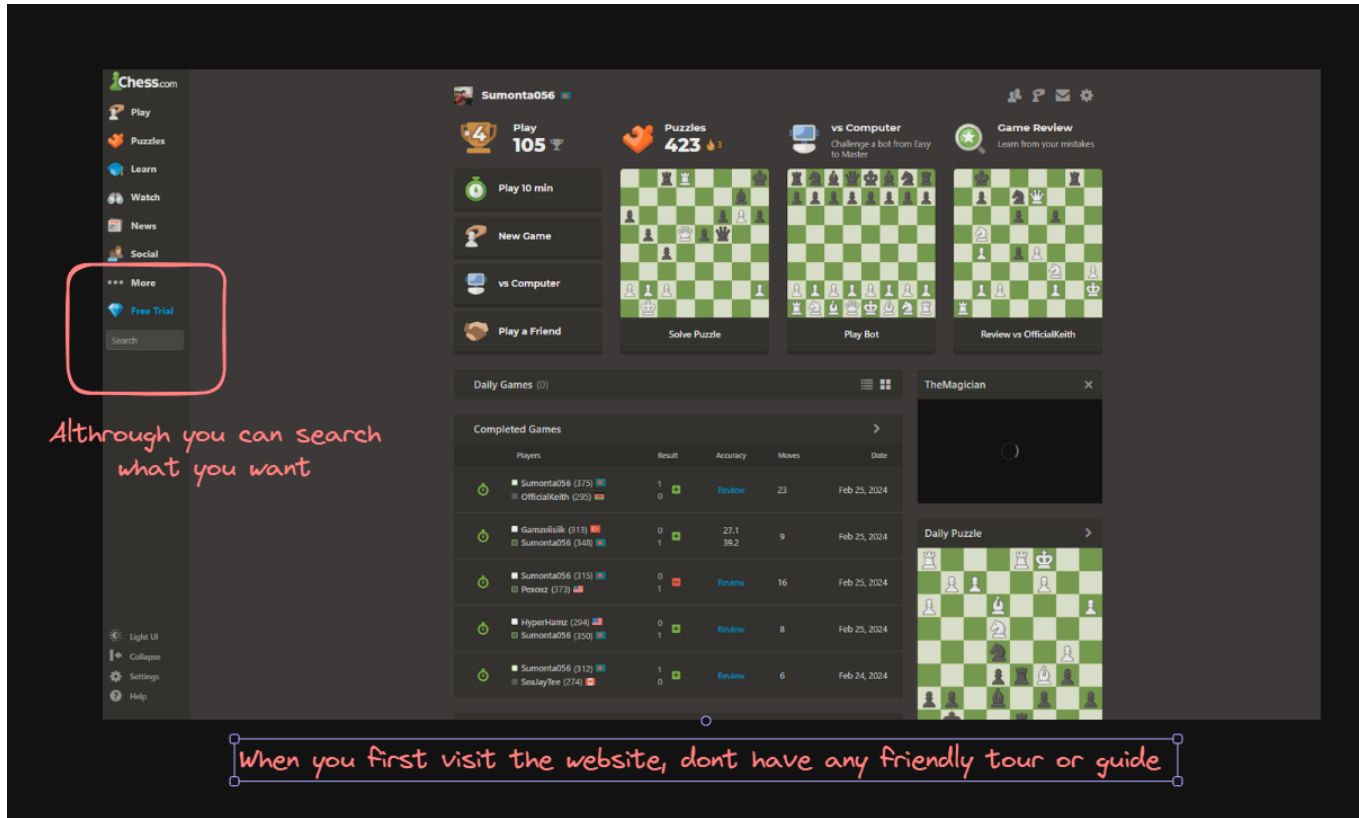 Chess.com
Play
Puzzles
Learn
Watch
News
Social
More
Free Trial
Search
Althrough you can search
what you want
Light UI
Collapse
Settings
Help
Sumonta056
4
Play
105
Puzzles
423 3
vs Computer
Challenge a bot from Easy
to Master
Game Review
Learn from your mistakes
Play 10 min
New Game
vs Computer
Play a Friend
Solve Puzzle
Play Bot
Review vs OfficialKeith
Daily Games (0)
Completed Games
Players Result Accuracy Moves Date
Sumonta056 (375) 1
OfficialKeith (295) 0
Review 23 Feb 25, 2024
Gamzeiisiik (313) 0 27.1
Sumonta056 (348) 1 39.2
9 Feb 25, 2024
Sumonta056 (315) 0
Pexoxz (373) 1
Review 16 Feb 25, 2024
HyperHamz (294) 0
Sumonta056 (350) 1
Review 8 Feb 25, 2024
Sumonta056 (312) 1
SeaJayTee (274) 0
Review 6 Feb 24, 2024
TheMagician
Daily Puzzle
When you first visit the website, dont have any friendly tour or guide